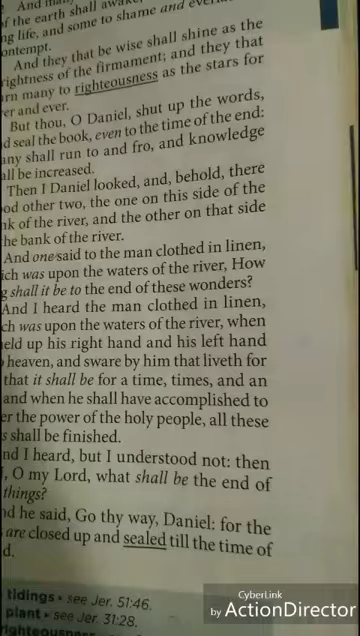 And many
f the earth shall awake,
ng life, and some to shame and everl
ontempt.
And they that be wise shall shine as the
rightness of the firmament; and they that
rn many to righteousness as the stars for
er and ever.
But thou, O Daniel, shut up the words,
d seal the book, even to the time of the end:
any shall run to and fro, and knowledge
all be increased.
Then I Daniel looked, and, behold, there
od other two, the one on this side of the
nk of the river, and the other on that side
he bank of the river.
And one said to the man clothed in linen,
ich was upon the waters of the river, How
g shall it be to the end of these wonders?
And I heard the man clothed in linen,
ch was upon the waters of the river, when
eld up his right hand and his left hand
heaven, and sware by him that liveth for
that it shall be for a time, times, and an
and when he shall have accomplished to
er the power of the holy people, all these
s shall be finished.
nd I heard, but I understood not: then
, O my Lord, what shall be the end of
things?
nd he said, Go thy way, Daniel: for the
are closed up and sealed till the time of
d.
tidings • see Jer. 51:46.
plant • see Jer. 31:28.
righteousness
CyberLink
by ActionDirector